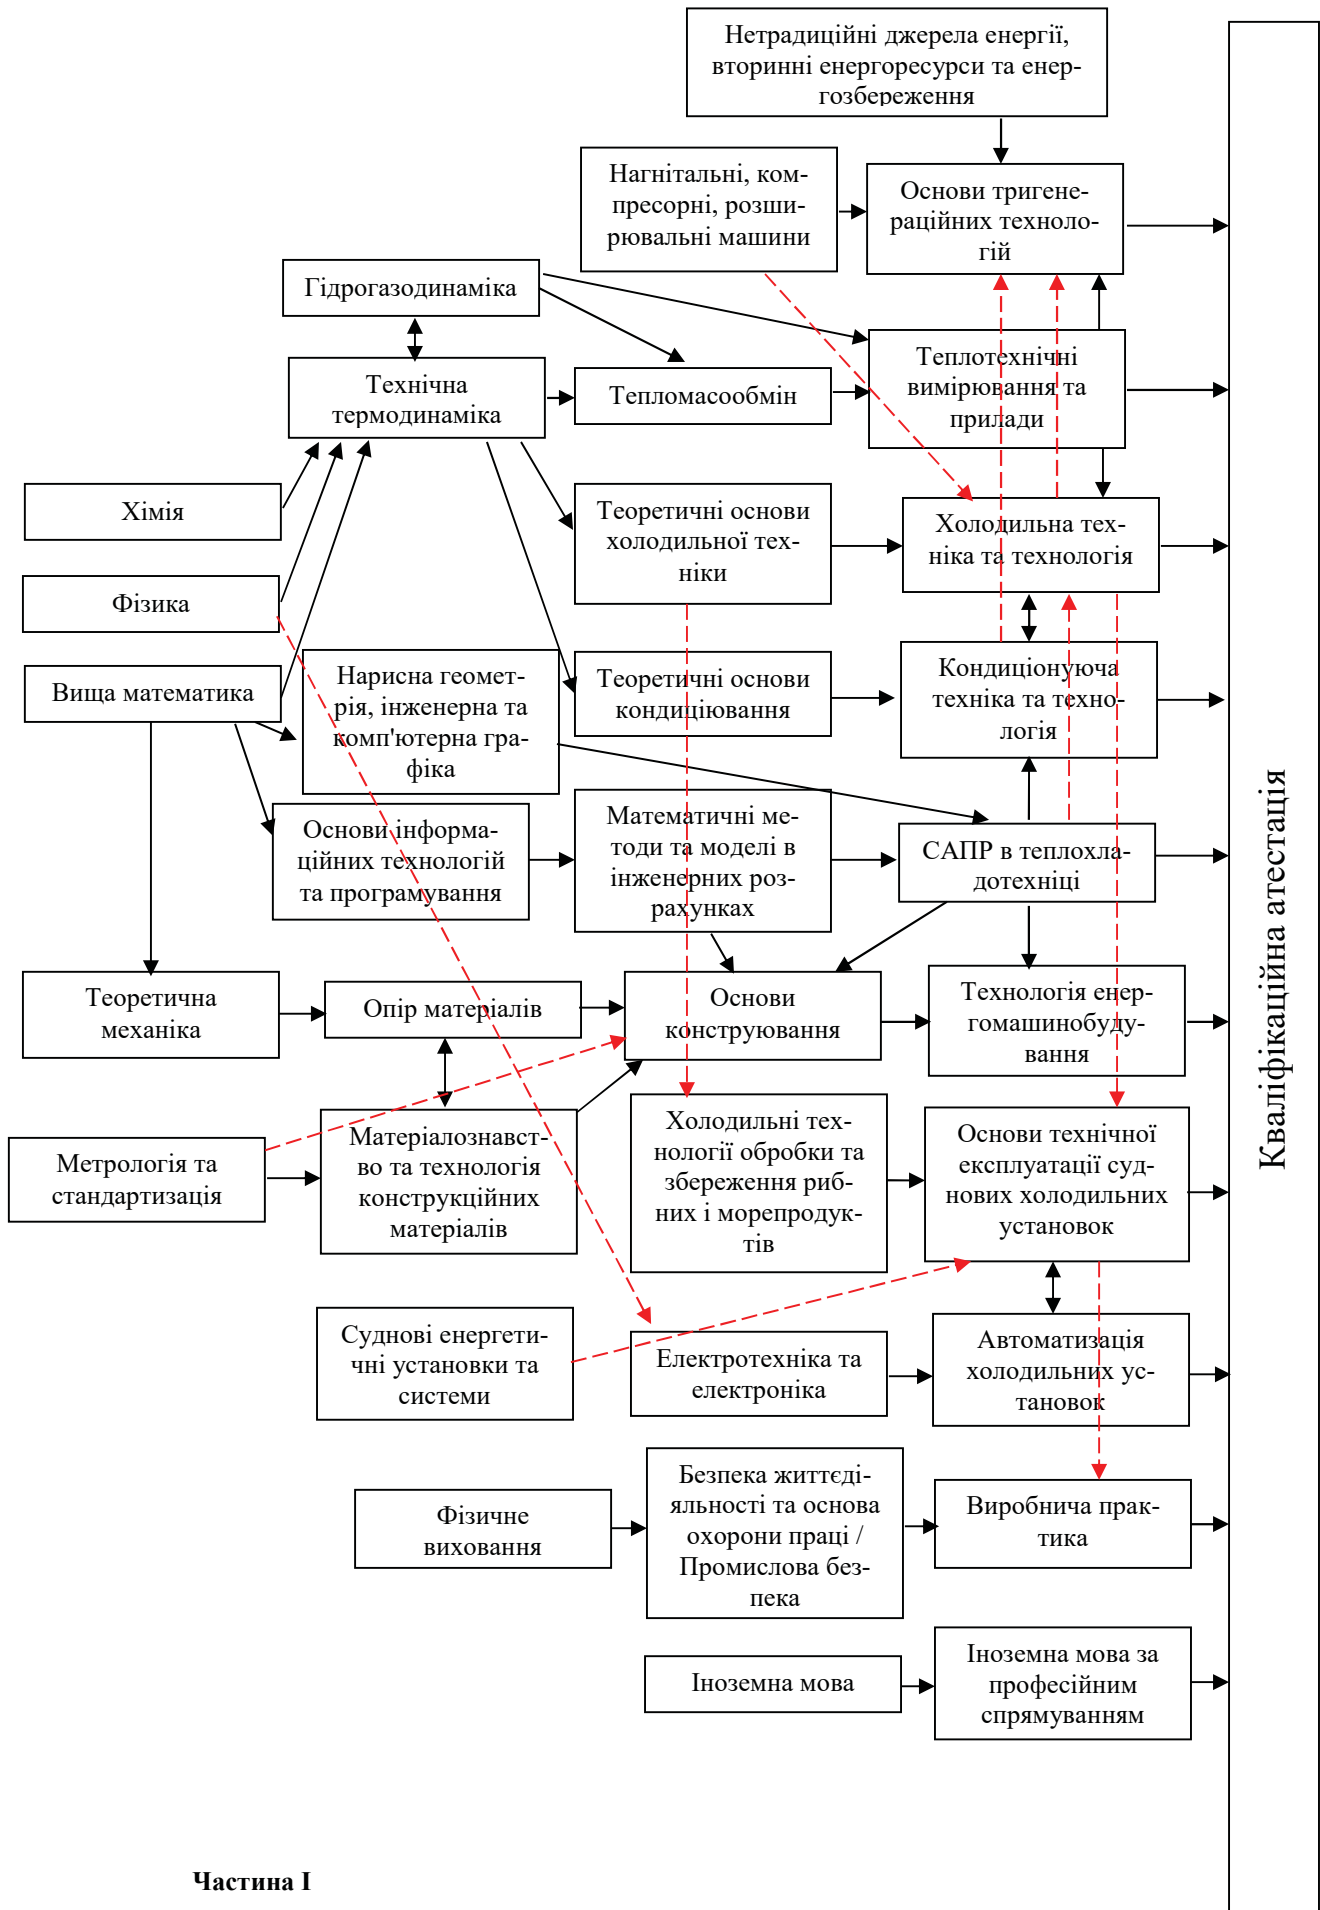 Нетрадиційні джерела енергії,
вторинні енергоресурси та енер-
гозбереження
Нагнітальні, ком-
пресорні, розши-
рювальні машини
Основи тригене-
раційних техноло-
гій
Гідрогазодинаміка
Технічна
термодинаміка
Тепломасообмін
Теплотехнічні
вимірювання та
прилади
Хімія
Теоретичні основи
холодильної тех-
ніки
Холодильна тех-
ніка та технологія
Фізика
Вища математика
Нарисна геомет-
рія, інженерна та
комп'ютерна гра-
фіка
Теоретичні основи
кондиціювання
Кондиціонуюча
техніка та техно-
логія
Основи інформа-
ційних технологій
та програмування
Математичні ме-
тоди та моделі в
інженерних роз-
рахунках
САПР в теплохла-
дотехніці
Кваліфікаційна атестація
Теоретична
механіка
Опір матеріалів
Основи
конструювання
Технологія енер-
гомашинобуду-
вання
Метрологія та
стандартизація
Матеріалознавст-
во та технологія
конструкційних
матеріалів
Холодильні тех-
нології обробки та
збереження риб-
них і морепродук-
тів
Основи технічної
експлуатації суд-
нових холодильних
установок
Суднові енергети-
чні установки та
системи
Електротехніка та
електроніка
Автоматизація
холодильних ус-
тановок
Фізичне
виховання
Безпека життєді-
яльності та основа
охорони праці /
Промислова без-
пека
Виробнича прак-
тика
Іноземна мова
Іноземна мова за
професійним
спрямуванням
Частина І